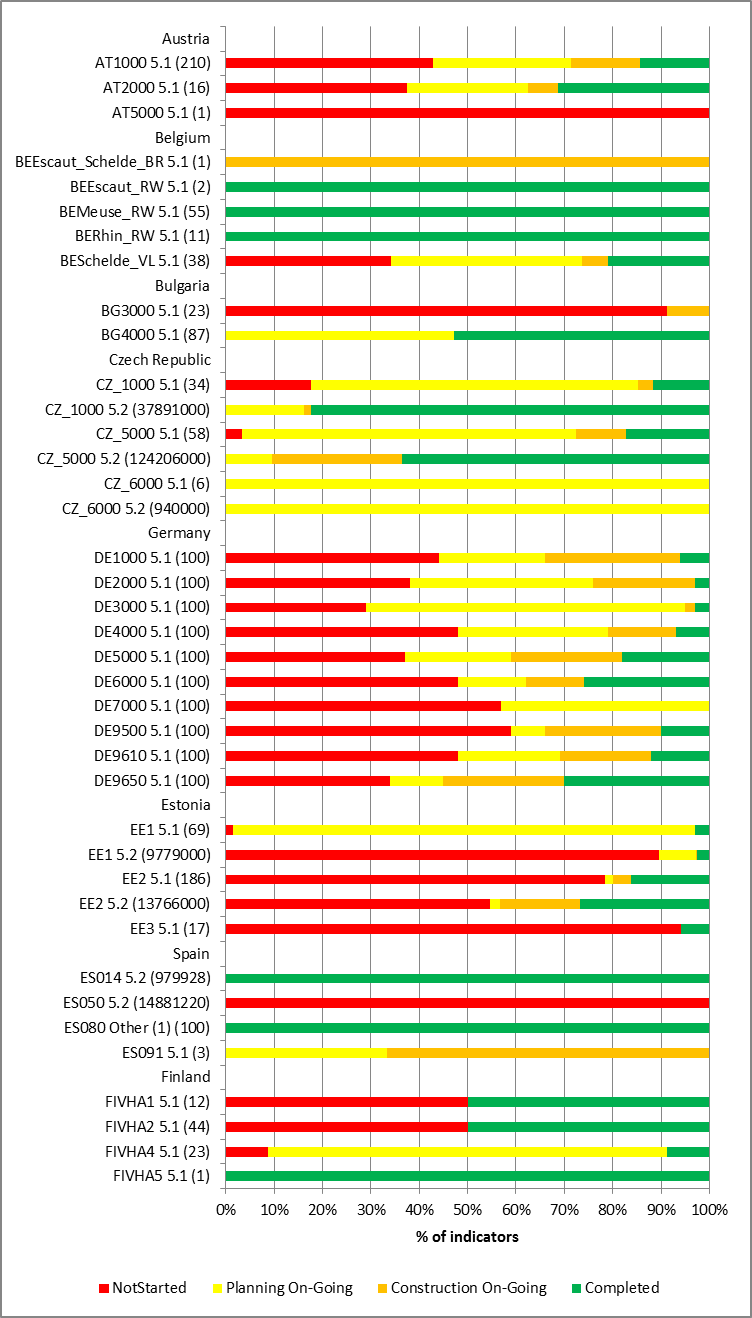 Austria
AT1000 5.1 (210)
AT2000 5.1 (16)
AT5000 5.1 (1)
Belgium
BEEscaut_Schelde_BR 5.1 (1)
BEEscaut_RW 5.1 (2)
BEMeuse_RW 5.1 (55)
BERhin_RW 5.1 (11)
BESchelde_VL 5.1 (38)
Bulgaria
BG3000 5.1 (23)
BG4000 5.1 (87)
Czech Republic
CZ_1000 5.1 (34)
CZ_1000 5.2 (37891000)
CZ_5000 5.1 (58)
CZ_5000 5.2 (124206000)
CZ_6000 5.1 (6)
CZ_6000 5.2 (940000)
Germany
DE1000 5.1 (100)
DE2000 5.1 (100)
DE3000 5.1 (100)
DE4000 5.1 (100)
DE5000 5.1 (100)
DE6000 5.1 (100)
DE7000 5.1 (100)
DE9500 5.1 (100)
DE9610 5.1 (100)
DE9650 5.1 (100)
Estonia
EE1 5.1 (69)
EE1 5.2 (9779000)
EE2 5.1 (186)
EE2 5.2 (13766000)
EE3 5.1 (17)
Spain
ES014 5.2 (979928)
ES050 5.2 (14881220)
ES080 Other (1) (100)
ES091 5.1 (3)
Finland
FIVHA1 5.1 (12)
FIVHA2 5.1 (44)
FIVHA4 5.1 (23)
FIVHA5 5.1 (1)
0% 10% 20% 30% 40% 50% 60% 70% 80% 90% 100%
% of indicators
NotStarted Planning On-Going Construction On-Going Completed